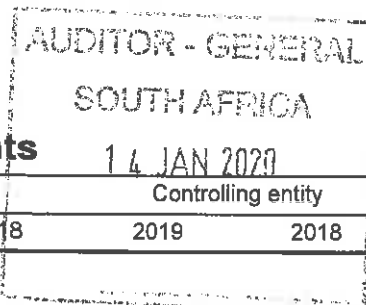 AUDITOR - GENERAL
SOUTH AFRICA
14 JAN 2020
ts
Controlling entity
18 2019 2018